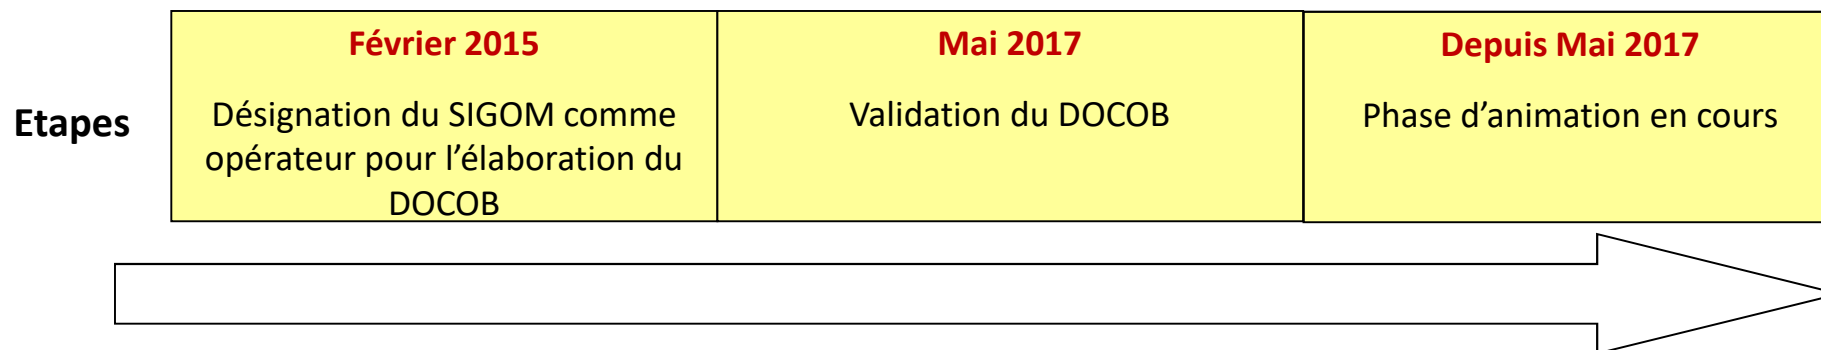 Etapes
Février 2015
Désignation du SIGOM comme
opérateur pour l’élaboration du
DOCOB
Mai 2017
Validation du DOCOB
Depuis Mai 2017
Phase d’animation en cours